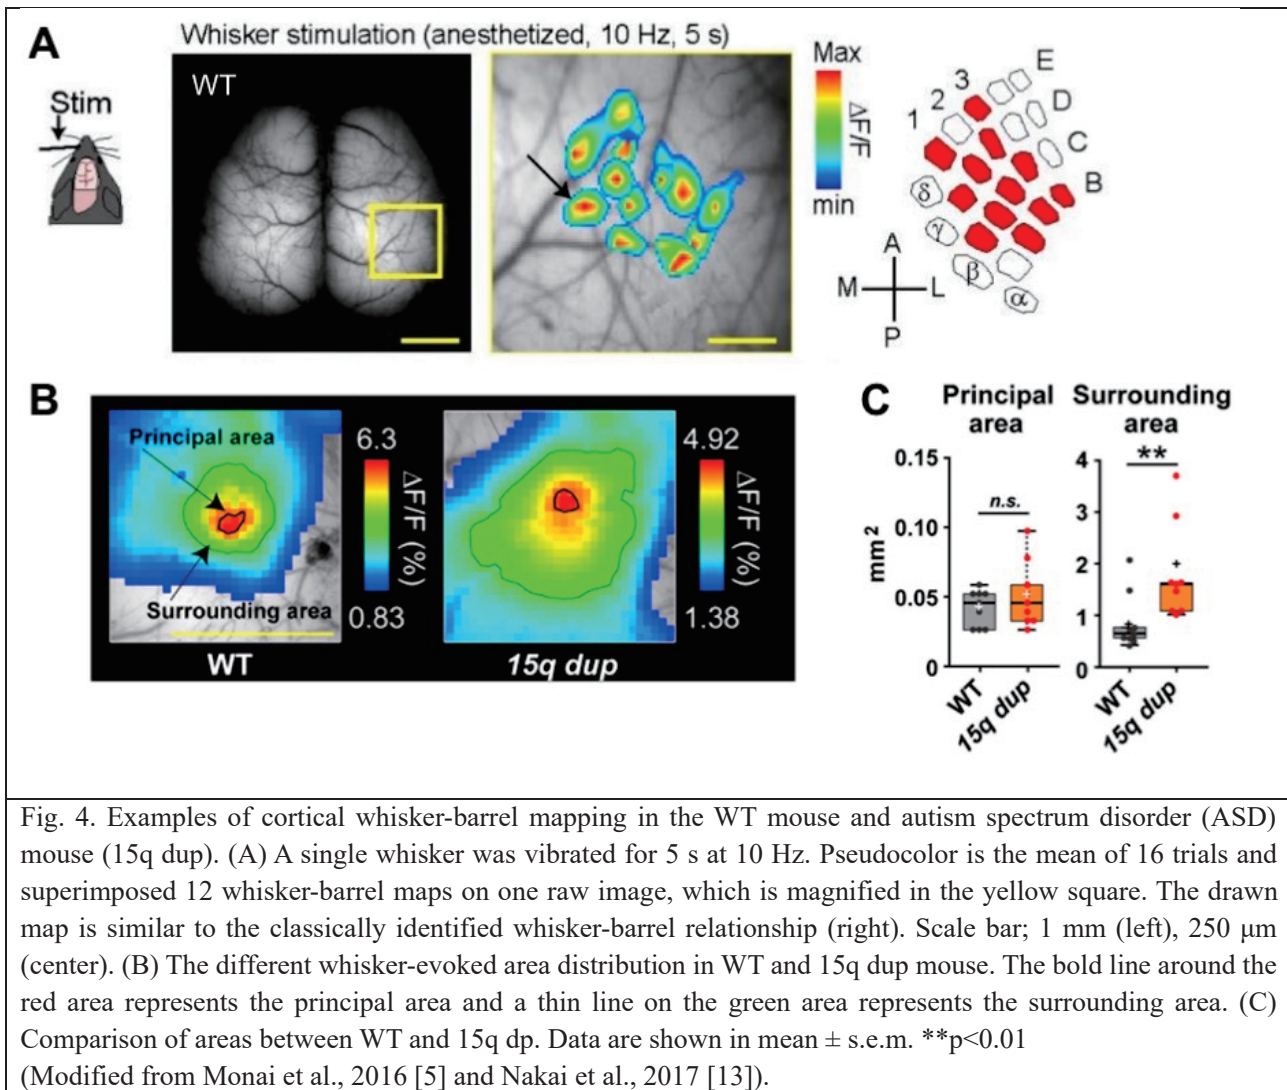 A
Whisker stimulation (anesthetized, 10 Hz, 5 s)
Stim
WT
Max
ΔF/F
min
1
2
3
E
D
C
B
δ
γ
β
α
A
M
L
P
B
Principal area
Surrounding area
6.3
ΔF/F (%)
0.83
WT
4.92
ΔF/F (%)
1.38
15q dup
C
Principal
area
Surrounding
area
mm²
0.15
0.10
0.05
0
n.s.
WT
15q dup
4
3
2
1
0
**
WT
15q dup
Fig. 4. Examples of cortical whisker-barrel mapping in the WT mouse and autism spectrum disorder (ASD)
mouse (15q dup). (A) A single whisker was vibrated for 5 s at 10 Hz. Pseudocolor is the mean of 16 trials and
superimposed 12 whisker-barrel maps on one raw image, which is magnified in the yellow square. The drawn
map is similar to the classically identified whisker-barrel relationship (right). Scale bar; 1 mm (left), 250 μm
(center). (B) The different whisker-evoked area distribution in WT and 15q dup mouse. The bold line around the
red area represents the principal area and a thin line on the green area represents the surrounding area. (C)
Comparison of areas between WT and 15q dp. Data are shown in mean ± s.e.m. **p<0.01
(Modified from Monai et al., 2016 [5] and Nakai et al., 2017 [13]).